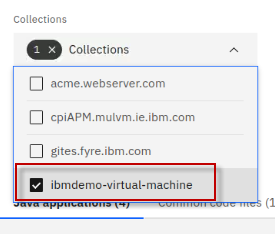 Collections
1 × Collections
acme.webserver.com
cpiAPM.mulvm.ie.ibm.com
gites.fyre.ibm.com
ibmdemo-virtual-machine
Java applications (4) Common code files (1